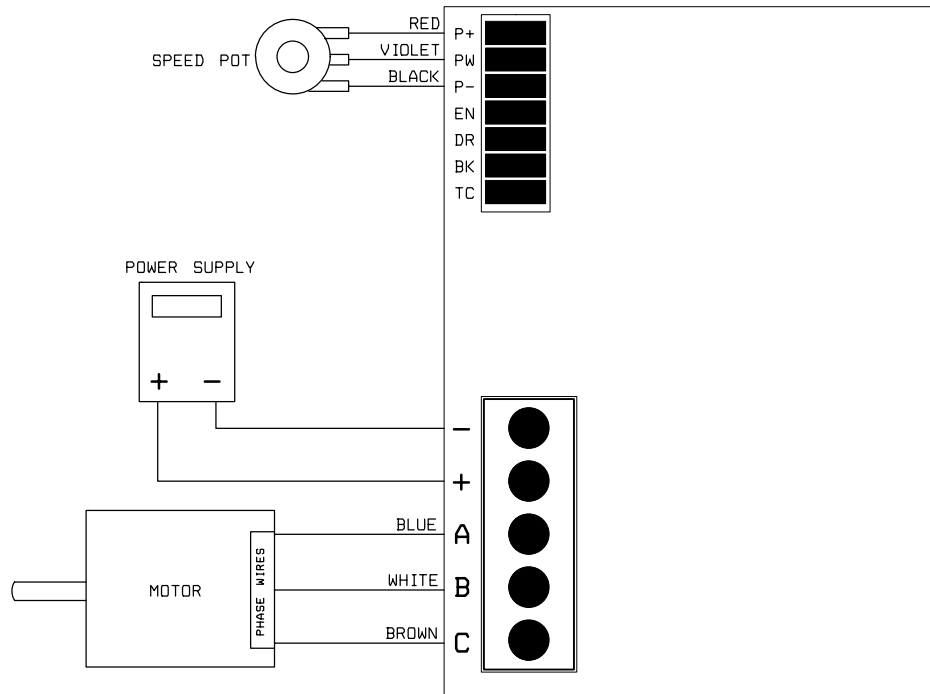 RED
P+
SPEED POT
VIOLET
PW
BLACK
P-
EN
DR
BK
TC
POWER SUPPLY
+ -
-
+
BLUE
A
MOTOR
PHASE WIRES
WHITE
B
BROWN
C